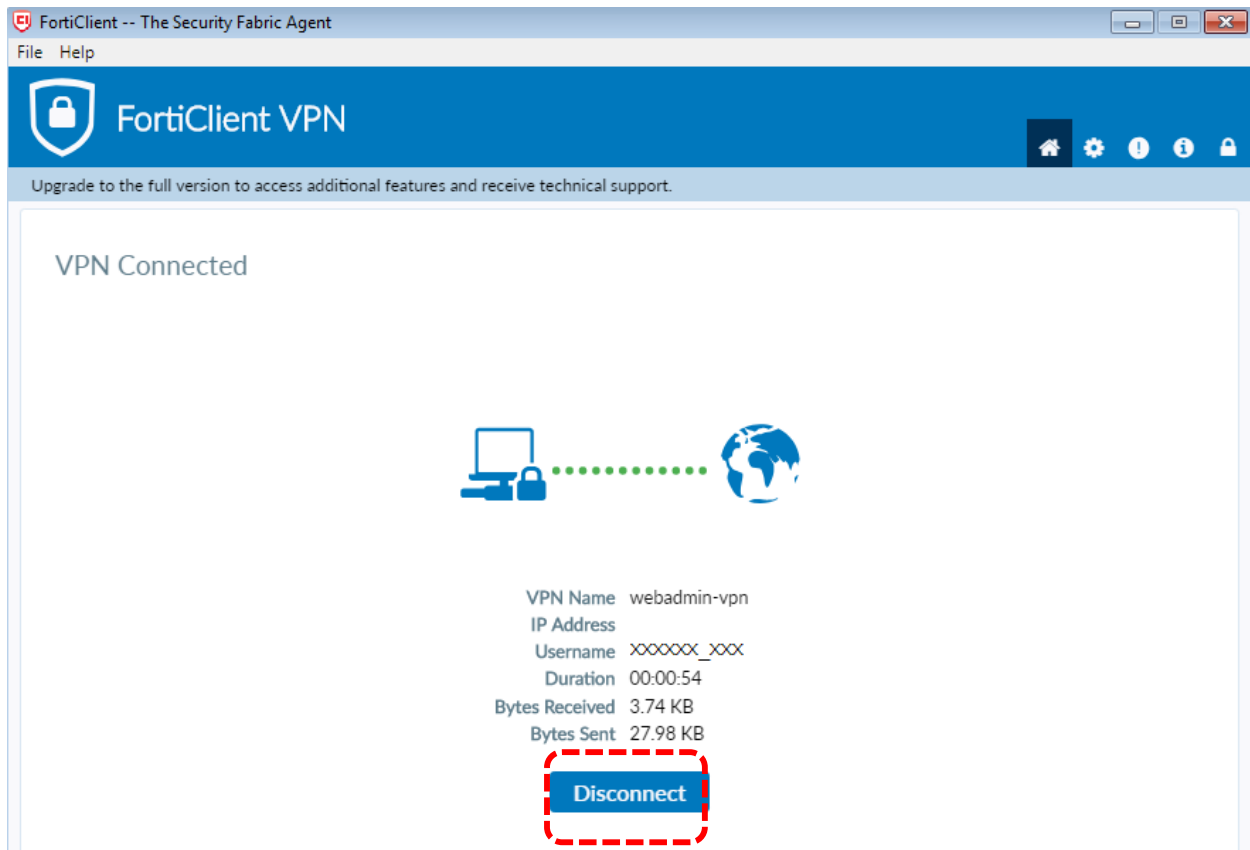 FortiClient -- The Security Fabric Agent
File Help
FortiClient VPN
Upgrade to the full version to access additional features and receive technical support.
VPN Connected
VPN Name webadmin-vpn
IP Address
Username XXXXXX_XXX
Duration 00:00:54
Bytes Received 3.74 KB
Bytes Sent 27.98 KB
Disconnect